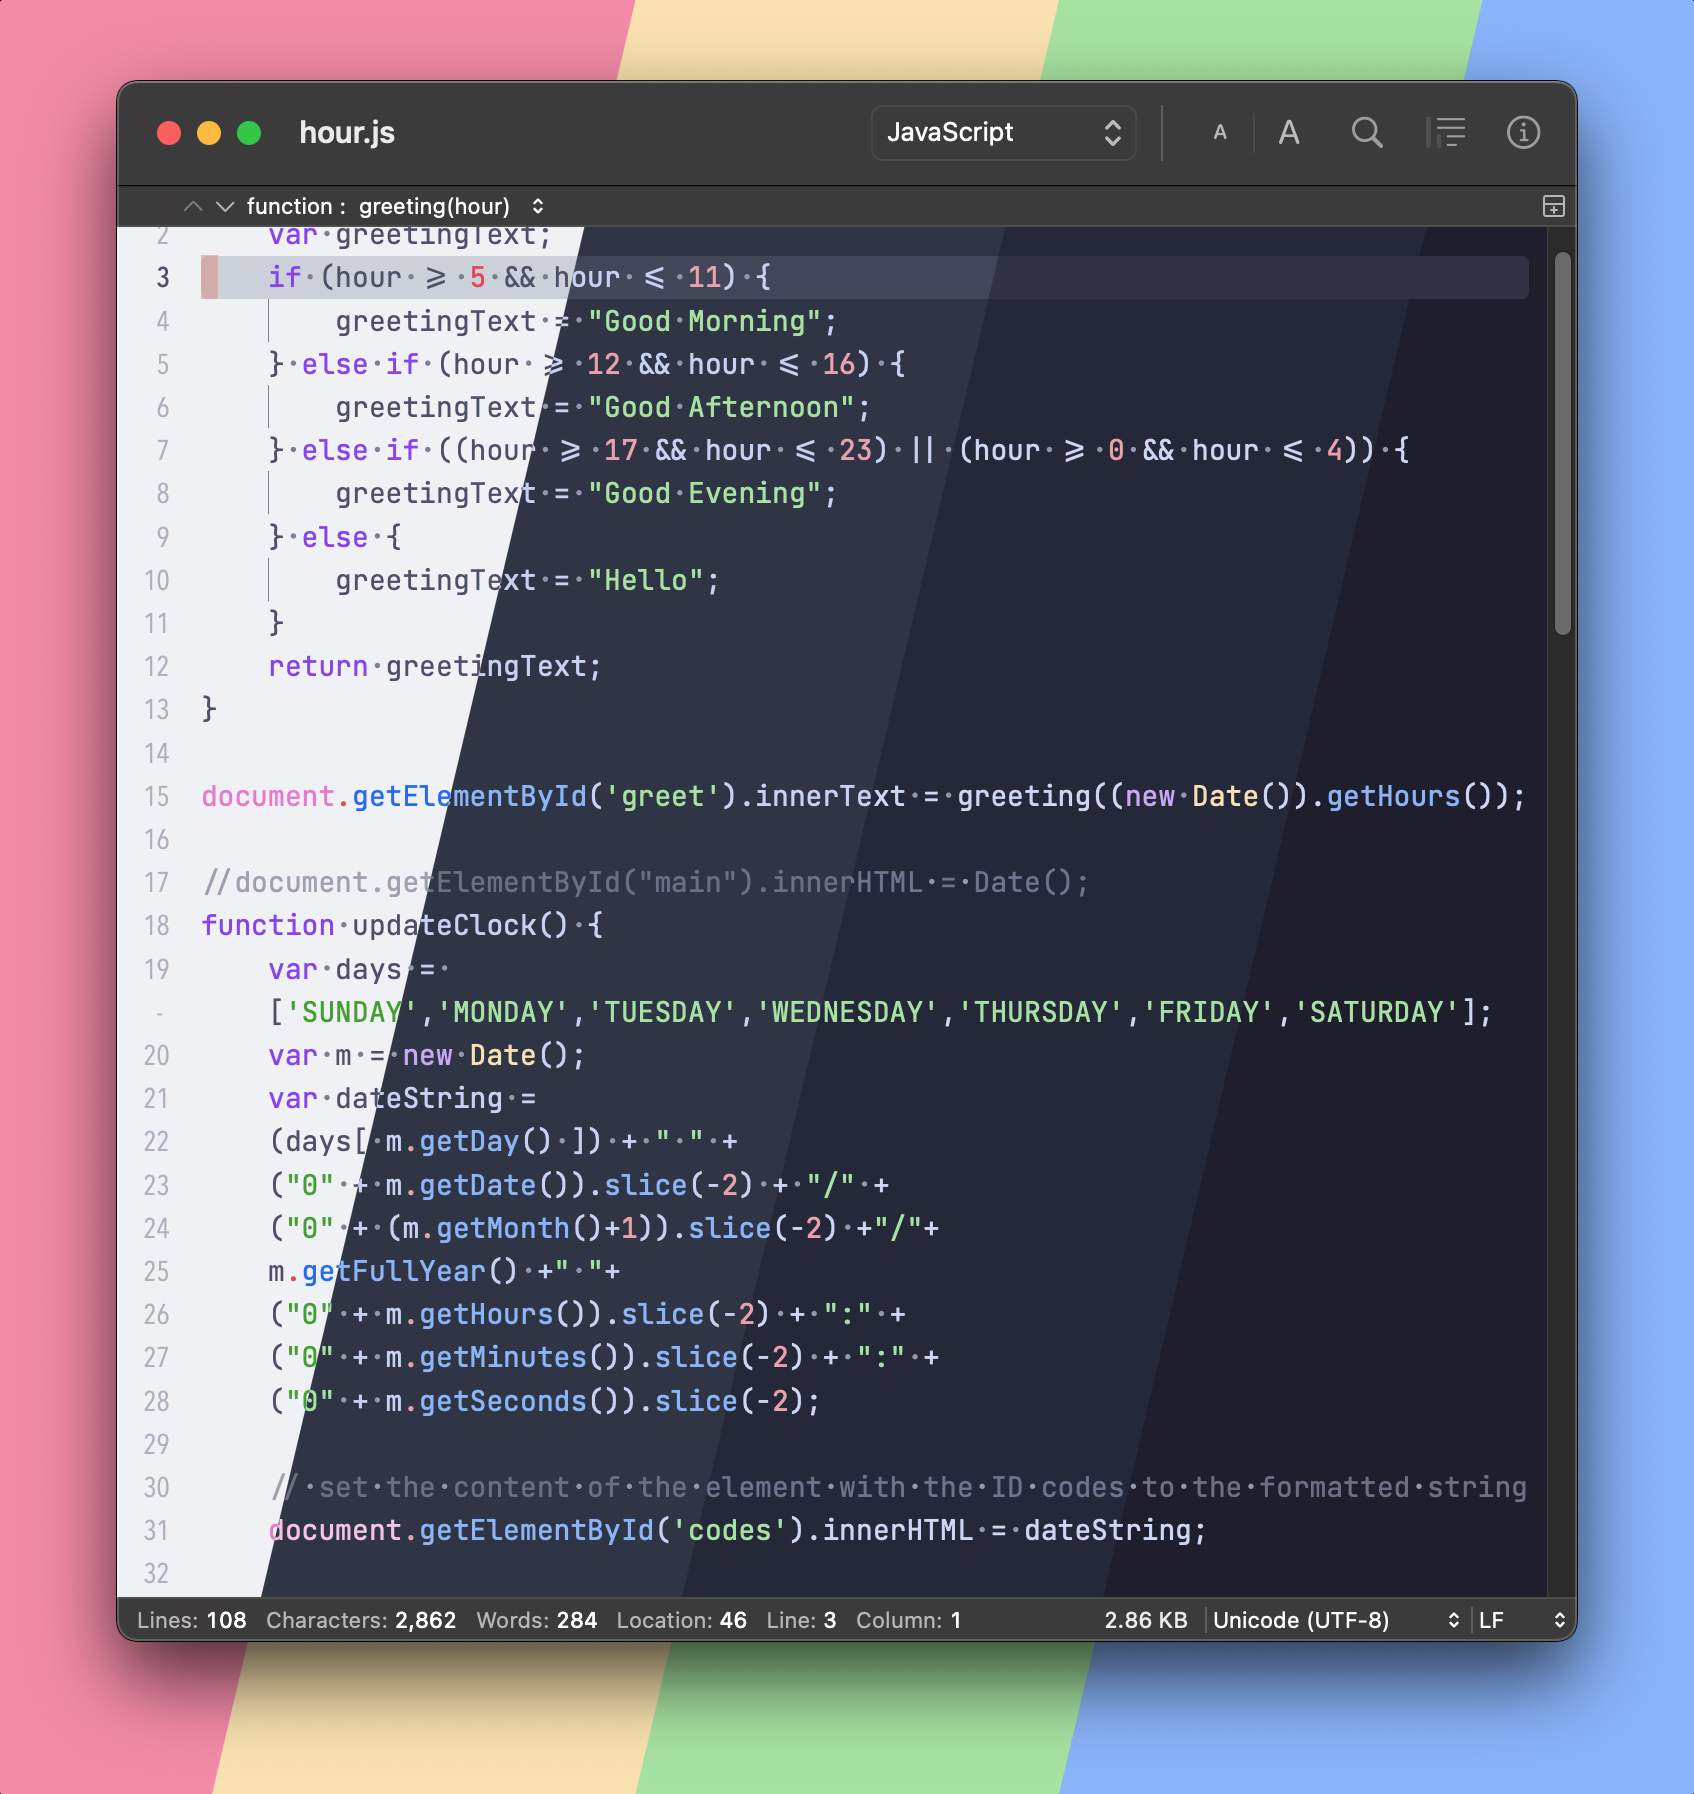 hour.js
JavaScript
A A
function : greeting(hour)
2 var·greetingText;
3 if·(hour·≥·5·&&·hour·≤·11)·{
4 greetingText·=·"Good·Morning";
5 }·else·if·(hour·≥·12·&&·hour·≤·16)·{
6 greetingText·=·"Good·Afternoon";
7 }·else·if·((hour·≥·17·&&·hour·≤·23)·||·(hour·≥·0·&&·hour·≤·4))·{
8 greetingText·=·"Good·Evening";
9 }·else·{
10 greetingText·=·"Hello";
11 }
12 return·greetingText;
13 }
14
15 document.getElementById('greet').innerText·=·greeting((new·Date()).getHours());
16
17 //document.getElementById("main").innerHTML·=·Date();
18 function·updateClock()·{
19 var·days·=·
- ['SUNDAY','MONDAY','TUESDAY','WEDNESDAY','THURSDAY','FRIDAY','SATURDAY'];
20 var·m·=·new·Date();
21 var·dateString·=
22 (days[·m.getDay()·])·+·"·"·+
23 ("0"·+·m.getDate()).slice(-2)·+·"/"·+
24 ("0"·+·(m.getMonth()+1)).slice(-2)·+"/"+
25 m.getFullYear()·+"·"+
26 ("0"·+·m.getHours()).slice(-2)·+·":"·+
27 ("0"·+·m.getMinutes()).slice(-2)·+·":"·+
28 ("0"·+·m.getSeconds()).slice(-2);
29
30 //·set·the·content·of·the·element·with·the·ID·codes·to·the·formatted·string
31 document.getElementById('codes').innerHTML·=·dateString;
32
Lines: 108 Characters: 2,862 Words: 284 Location: 46 Line: 3 Column: 1 2.86 KB Unicode (UTF-8) LF